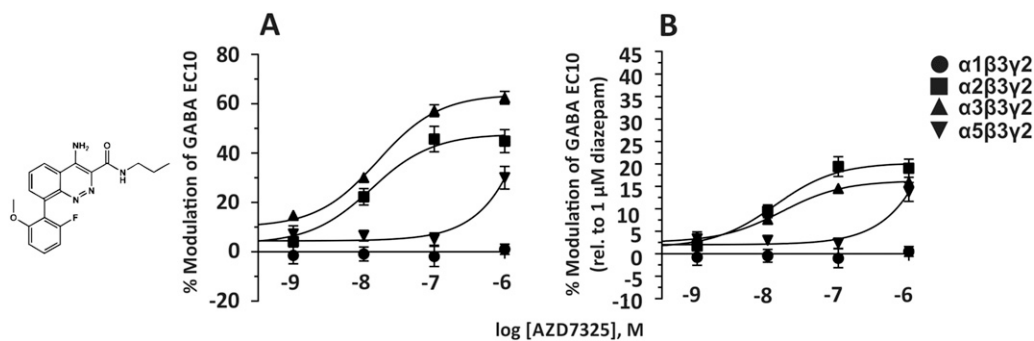 A
B
% Modulation of GABA EC10
80
60
40
20
0
-20
-9
-8
-7
-6
% Modulation of GABA EC10
(rel. to 1 µM diazepam)
45
40
35
25
25
20
15
10
5
0
-5
-10
-9
-8
-7
-6
α1β3γ2
α2β3γ2
α3β3γ2
α5β3γ2
log [AZD7325], M
NH₂
O
N
H
N
N
O
F